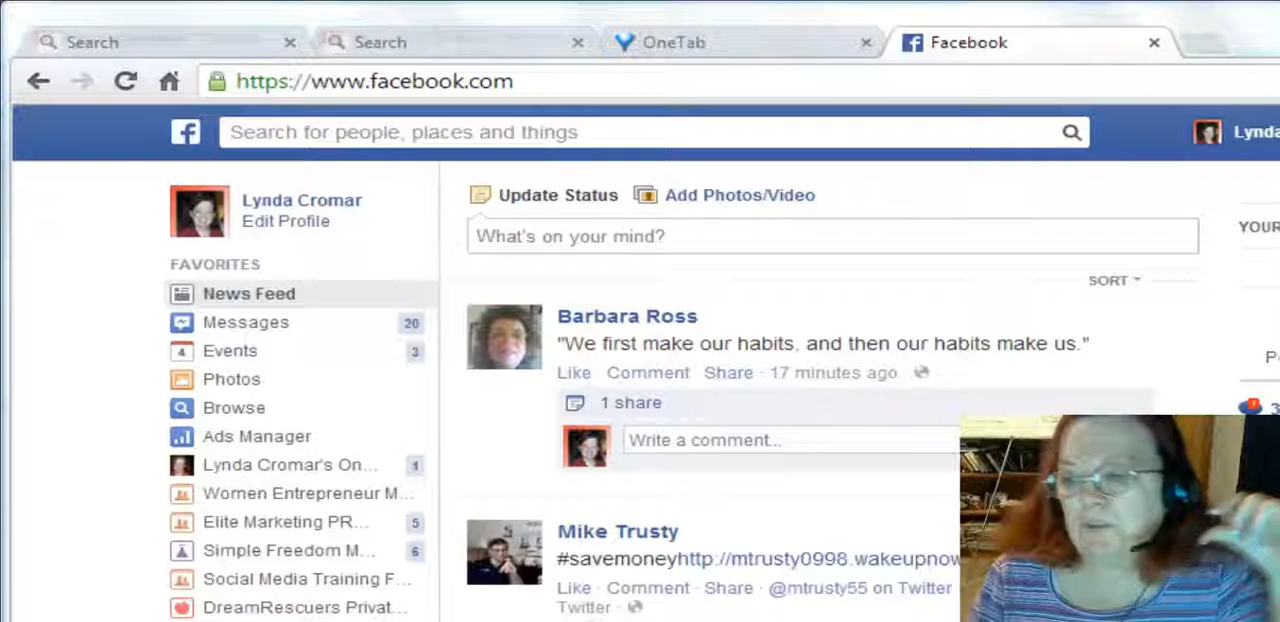 Search
Search
OneTab
Facebook
https://www.facebook.com
Search for people, places and things
Lynda
Lynda Cromar
Edit Profile
Update Status Add Photos/Video
What's on your mind?
YOUR
SORT
FAVORITES
News Feed
Messages 20
4 Events 3
Photos
Browse
Ads Manager
Lynda Cromar's On... 1
Women Entrepreneur M...
Elite Marketing PR... 5
Simple Freedom M... 6
Social Media Training F...
DreamRescuers Privat...
Barbara Ross
"We first make our habits, and then our habits make us."
Like Comment Share · 17 minutes ago
1 share
Write a comment...
Mike Trusty
#savemoneyhttp://mtrusty0998.wakeupnow
Like · Comment · Share · @mtrusty55 on Twitter
Twitter ·